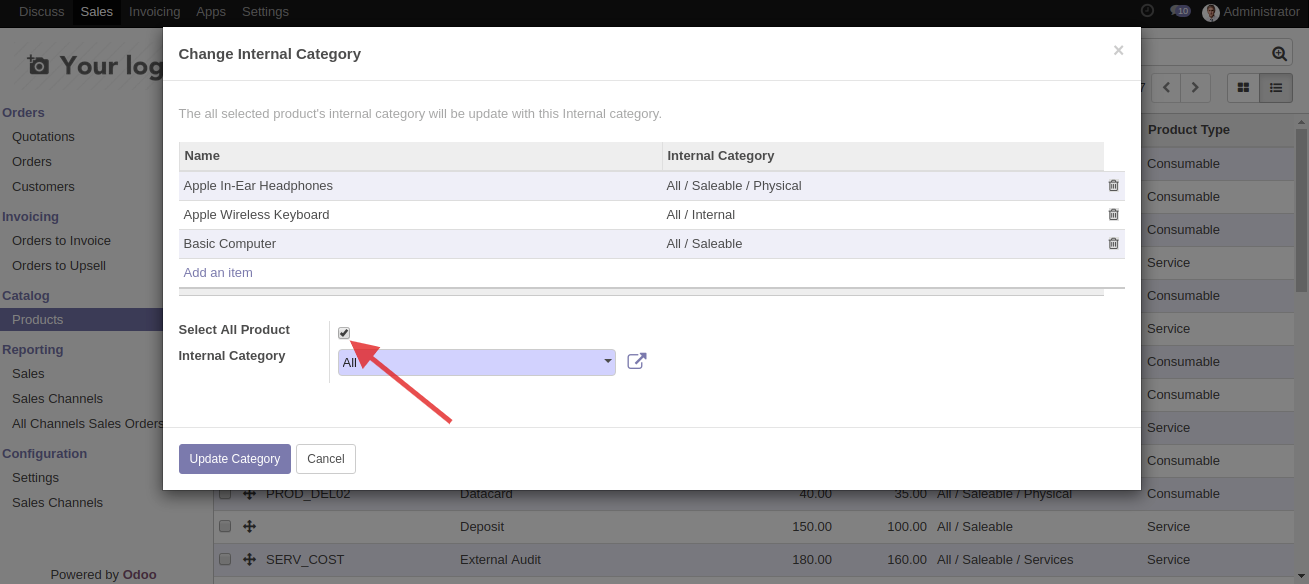 Discuss Sales Invoicing Apps Settings 10 Administrator
Change Internal Category ×
Your log
The all selected product's internal category will be update with this Internal category.
Name Internal Category
Apple In-Ear Headphones All / Saleable / Physical
Apple Wireless Keyboard All / Internal
Basic Computer All / Saleable
Add an item
Select All Product
Internal Category All
Update Category Cancel
Orders
Quotations
Orders
Customers
Invoicing
Orders to Invoice
Orders to Upsell
Catalog
Products
Reporting
Sales
Sales Channels
All Channels Sales Orders
Configuration
Settings
Sales Channels
Powered by Odoo
7
Product Type
Consumable
Consumable
Consumable
Service
Consumable
Service
Consumable
Consumable
Service
Consumable
PROD_DEL02 Datacard 40.00 35.00 All / Saleable / Physical Consumable
Deposit 150.00 100.00 All / Saleable Service
SERV_COST External Audit 180.00 160.00 All / Saleable / Services Service